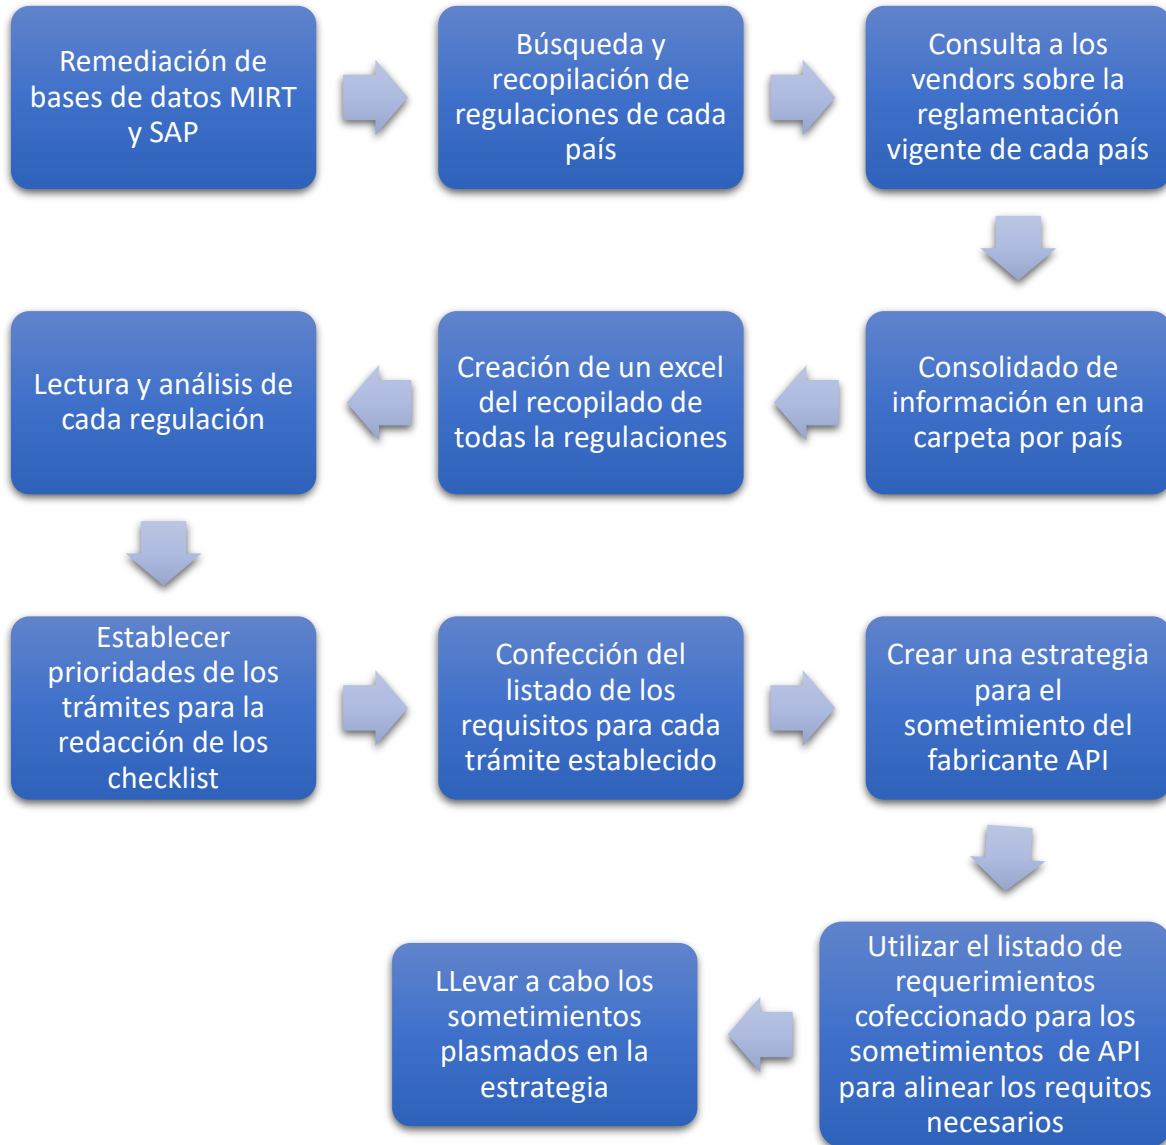 Remediación de
bases de datos MIRT
y SAP
Búsqueda y
recopilación de
regulaciones de cada
país
Consulta a los
vendors sobre la
reglamentación
vigente de cada país
Consolidado de
información en una
carpeta por país
Creación de un excel
del recopilado de
todas la regulaciones
Lectura y análisis de
cada regulación
Establecer
prioridades de los
trámites para la
redacción de los
checklist
Confección del
listado de los
requisitos para cada
trámite establecido
Crear una estrategia
para el
sometimiento del
fabricante API
Utilizar el listado de
requerimientos
cofeccionado para los
sometimientos de API
para alinear los requitos
necesarios
LLevar a cabo los
sometimientos
plasmados en la
estrategia